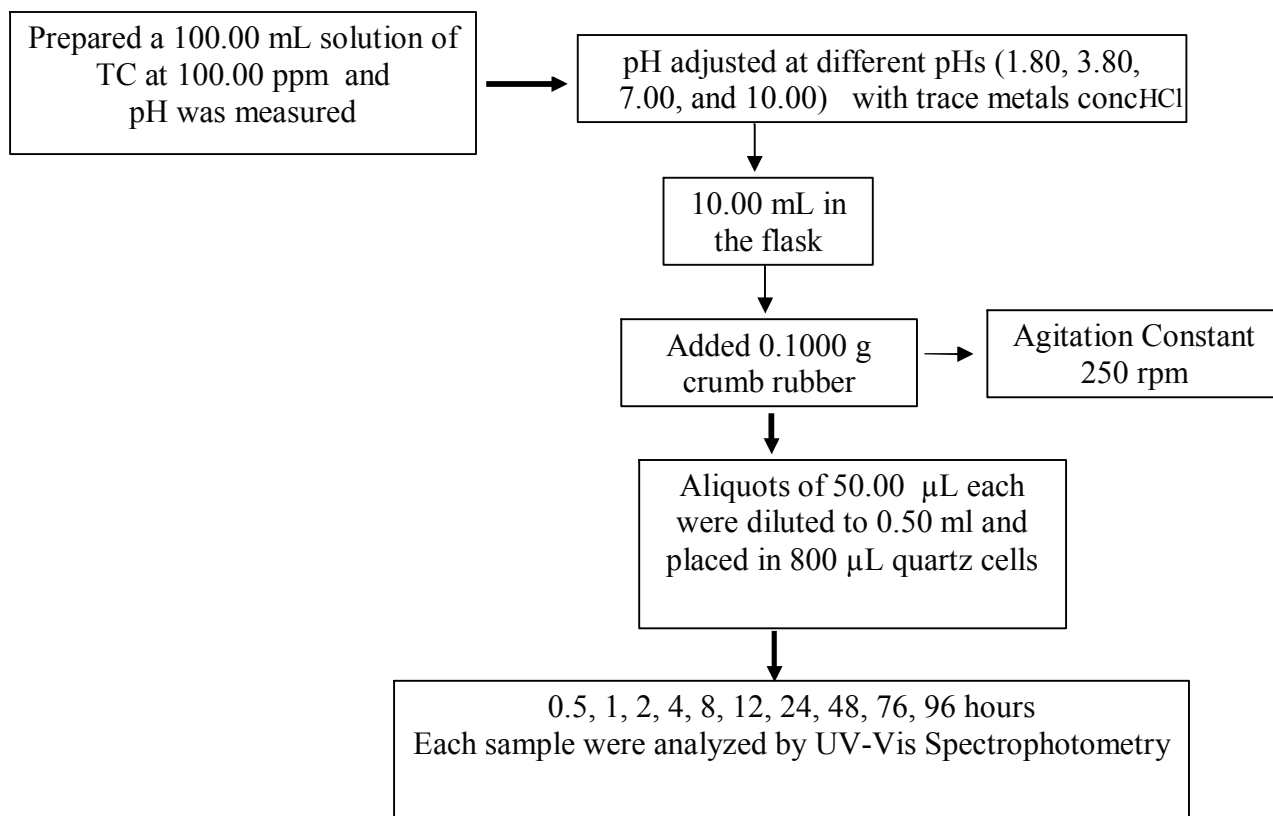 Prepared a 100.00 mL solution of
TC at 100.00 ppm and
pH was measured
pH adjusted at different pHs (1.80, 3.80,
7.00, and 10.00) with trace metals concHCl
10.00 mL in
the flask
Added 0.1000 g
crumb rubber
Agitation Constant
250 rpm
Aliquots of 50.00 µL each
were diluted to 0.50 ml and
placed in 800 µL quartz cells
0.5, 1, 2, 4, 8, 12, 24, 48, 76, 96 hours
Each sample were analyzed by UV-Vis Spectrophotometry